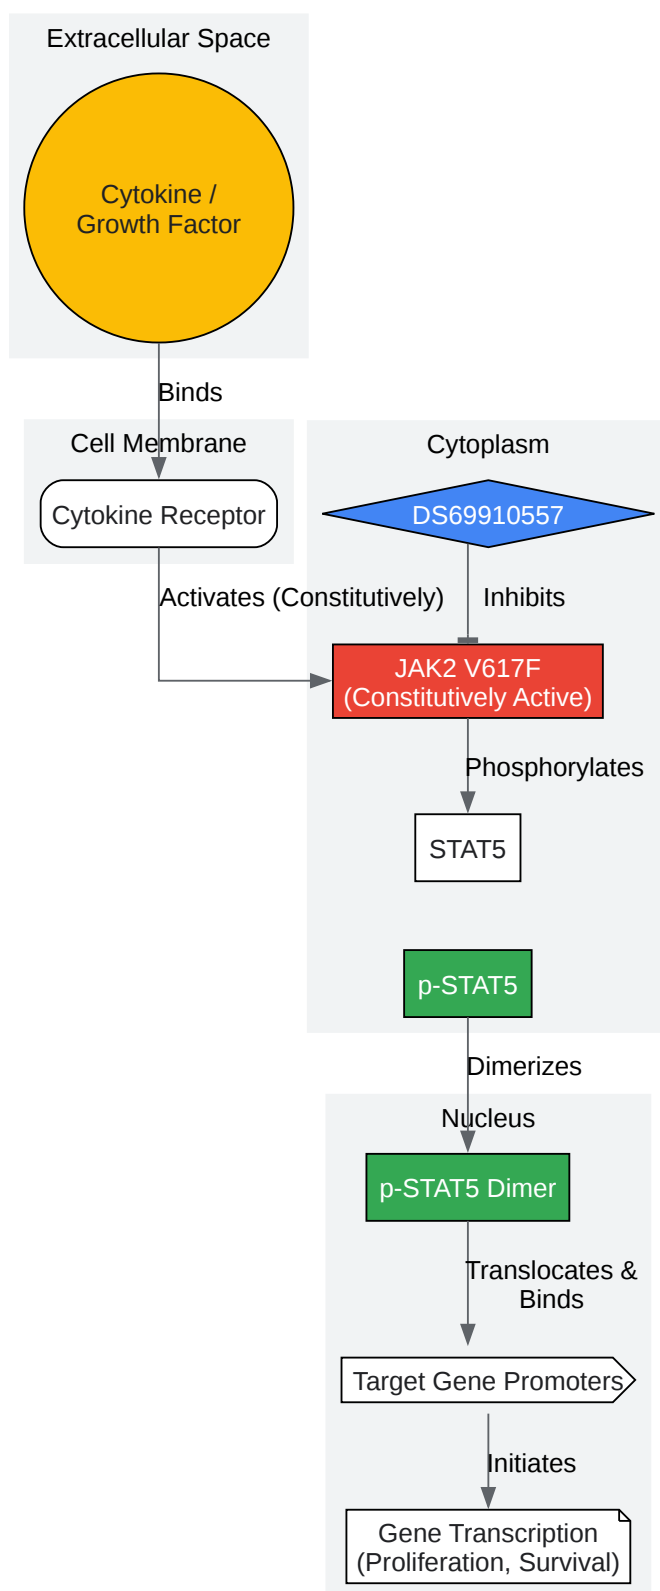 Extracellular Space
Cytokine /
Growth Factor
Binds
Cell Membrane
Cytokine Receptor
Cytoplasm
DS69910557
Activates (Constitutively)
Inhibits
JAK2 V617F
(Constitutively Active)
Phosphorylates
STAT5
p-STAT5
Dimerizes
Nucleus
p-STAT5 Dimer
Translocates &
Binds
Target Gene Promoters
Initiates
Gene Transcription
(Proliferation, Survival)